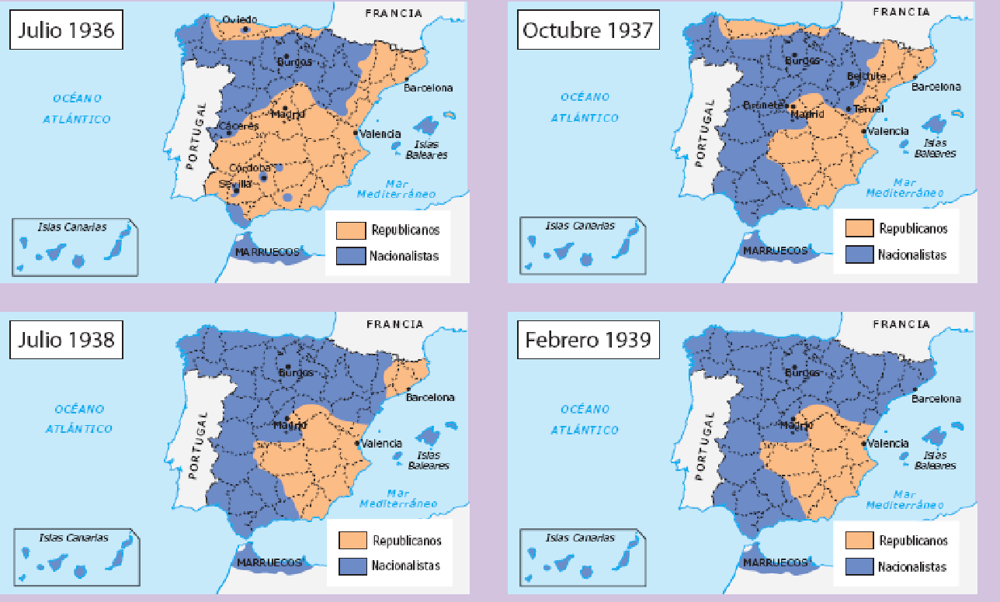 Julio 1936
FRANCIA
Oviedo
Burgos
Barcelona
OCÉANO
ATLÁNTICO
PORTUGAL
Madrid
Cáceres
Valencia
Islas
Baleares
Córdoba
Sevilla
Mar
Mediterráneo
Islas Canarias
MARRUECOS
Republicanos
Nacionalistas
Octubre 1937
FRANCIA
Burgos
Belchite
Barcelona
OCÉANO
ATLÁNTICO
PORTUGAL
Brunete
Madrid
Teruel
Valencia
Islas
Baleares
Mar
Mediterráneo
Islas Canarias
MARRUECOS
Republicanos
Nacionalistas
Julio 1938
FRANCIA
Burgos
Barcelona
OCÉANO
ATLÁNTICO
PORTUGAL
Madrid
Valencia
Islas
Baleares
Mar
Mediterráneo
Islas Canarias
MARRUECOS
Republicanos
Nacionalistas
Febrero 1939
FRANCIA
Burgos
Barcelona
OCÉANO
ATLÁNTICO
PORTUGAL
Madrid
Valencia
Islas
Baleares
Mar
Mediterráneo
Islas Canarias
MARRUECOS
Republicanos
Nacionalistas